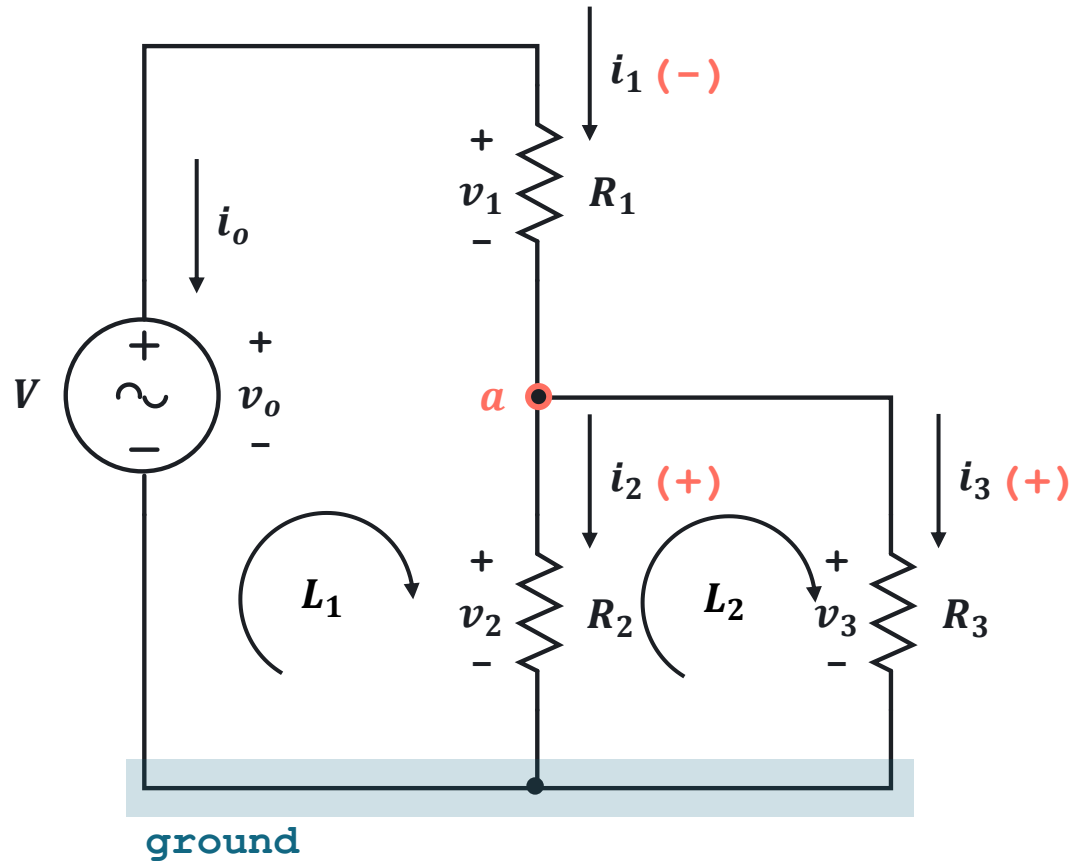 i₁ (−)
+
v₁
−
R₁
iₒ
+
−
V
+
vₒ
−
a
i₂ (+)
i₃ (+)
L₁
+
v₂
−
R₂
L₂
+
v₃
−
R₃
ground